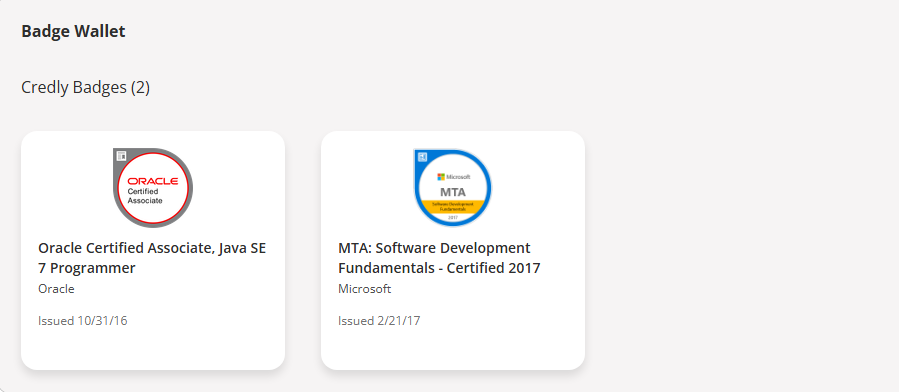 Badge Wallet
Credly Badges (2)
ORACLE
Certified
Associate
Oracle Certified Associate, Java SE
7 Programmer
Oracle
Issued 10/31/16
Microsoft
MTA
Software Development
Fundamentals
2017
MTA: Software Development
Fundamentals - Certified 2017
Microsoft
Issued 2/21/17